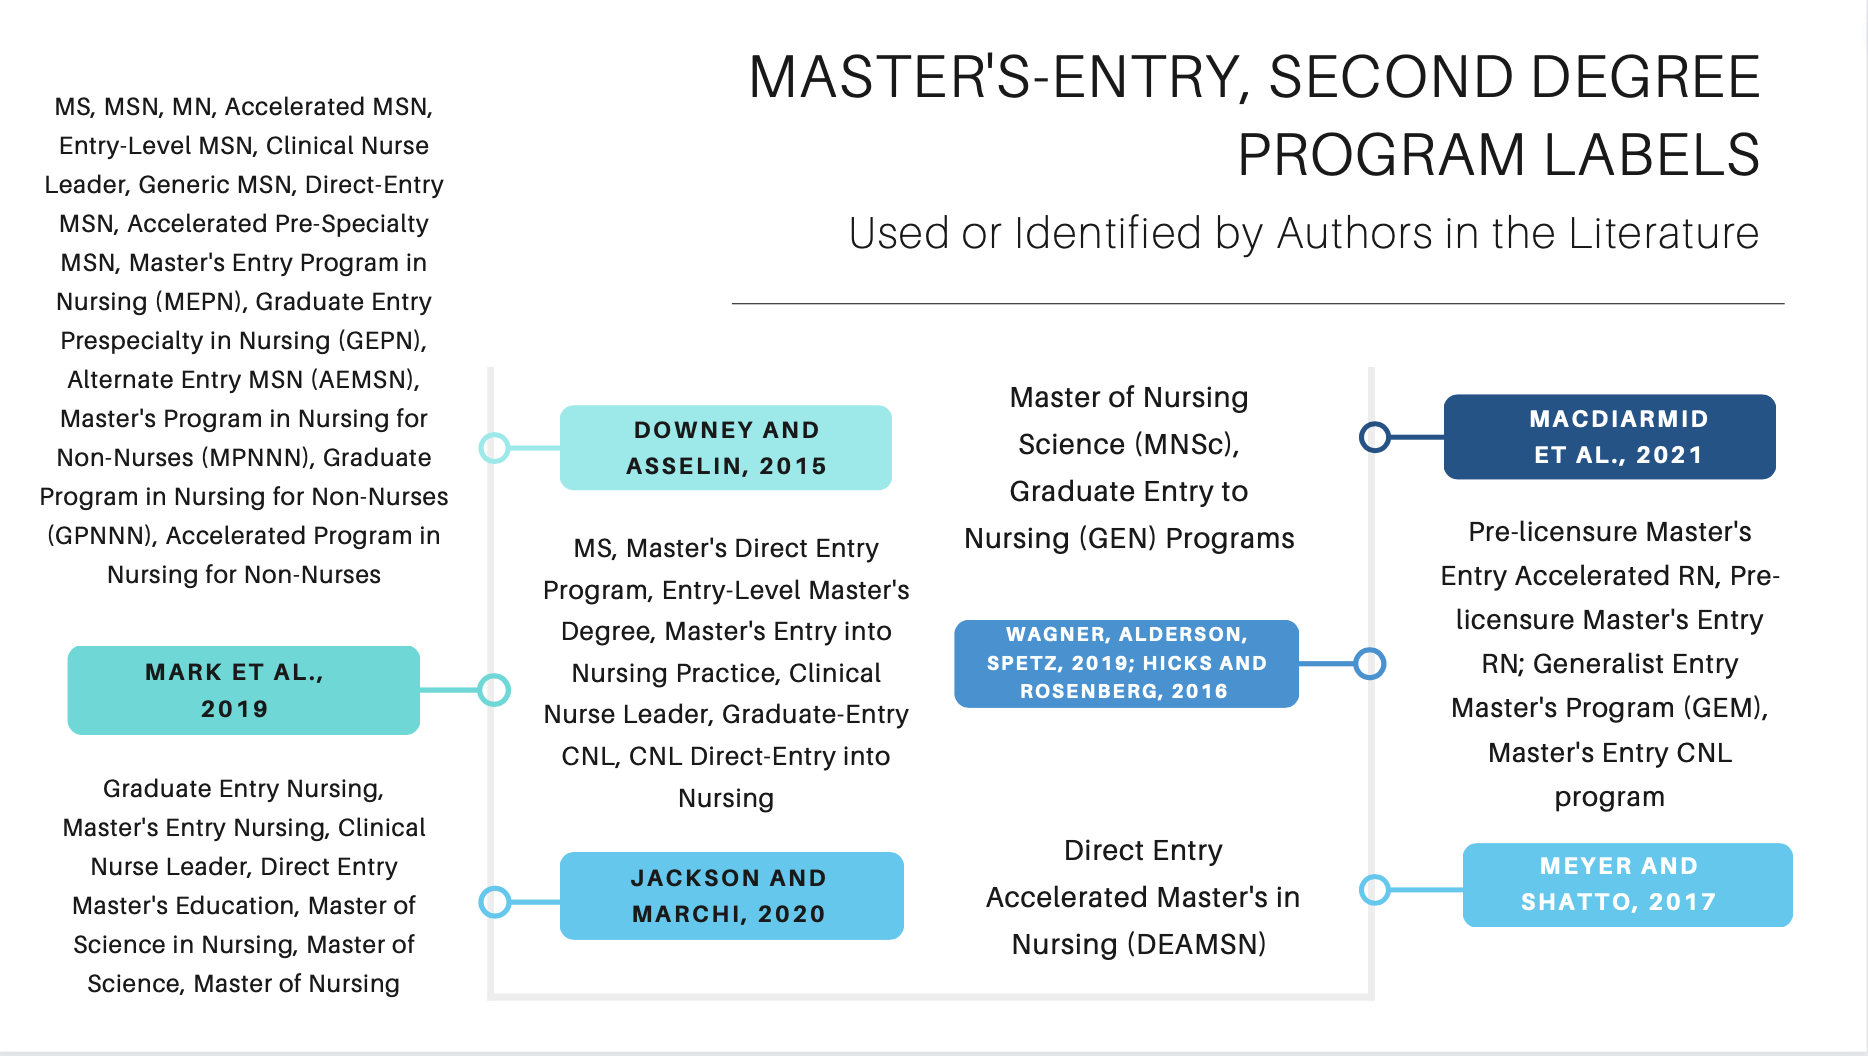 MASTER'S-ENTRY, SECOND DEGREE
PROGRAM LABELS
Used or Identified by Authors in the Literature
MS, MSN, MN, Accelerated MSN,
Entry-Level MSN, Clinical Nurse
Leader, Generic MSN, Direct-Entry
MSN, Accelerated Pre-Specialty
MSN, Master's Entry Program in
Nursing (MEPN), Graduate Entry
Prespecialty in Nursing (GEPN),
Alternate Entry MSN (AEMSN),
Master's Program in Nursing for
Non-Nurses (MPNNN), Graduate
Program in Nursing for Non-Nurses
(GPNNN), Accelerated Program in
Nursing for Non-Nurses
DOWNEY AND
ASSELIN, 2015
MARK ET AL.,
2019
Graduate Entry Nursing,
Master's Entry Nursing, Clinical
Nurse Leader, Direct Entry
Master's Education, Master of
Science in Nursing, Master of
Science, Master of Nursing
MS, Master's Direct Entry
Program, Entry-Level Master's
Degree, Master's Entry into
Nursing Practice, Clinical
Nurse Leader, Graduate-Entry
CNL, CNL Direct-Entry into
Nursing
JACKSON AND
MARCHI, 2020
Master of Nursing
Science (MNSc),
Graduate Entry to
Nursing (GEN) Programs
WAGNER, ALDERSON,
SPETZ, 2019; HICKS AND
ROSENBERG, 2016
Direct Entry
Accelerated Master's in
Nursing (DEAMSN)
MACDIARMID
ET AL., 2021
Pre-licensure Master's
Entry Accelerated RN, Pre-
licensure Master's Entry
RN; Generalist Entry
Master's Program (GEM),
Master's Entry CNL
program
MEYER AND
SHATTO, 2017